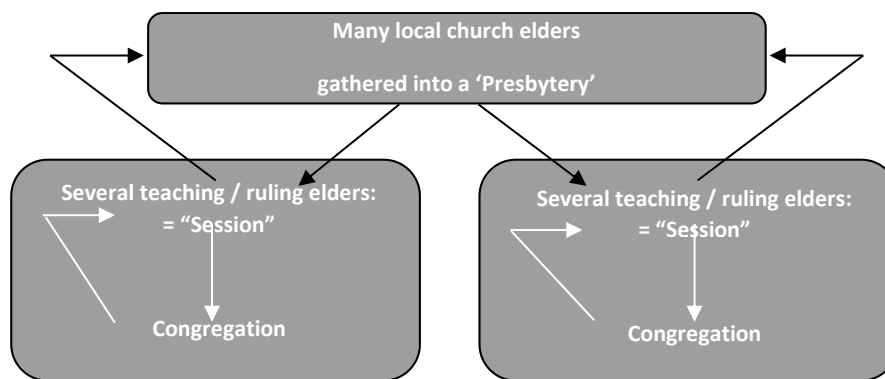 Many local church elders
gathered into a ‘Presbytery’
Several teaching / ruling elders:
= “Session”
Congregation
Several teaching / ruling elders:
= “Session”
Congregation